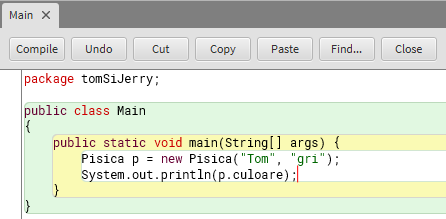 Main ×
Compile Undo Cut Copy Paste Find... Close
package tomSiJerry;
public class Main
{
public static void main(String[] args) {
Pisica p = new Pisica("Tom", "gri");
System.out.println(p.culoare);
}
}